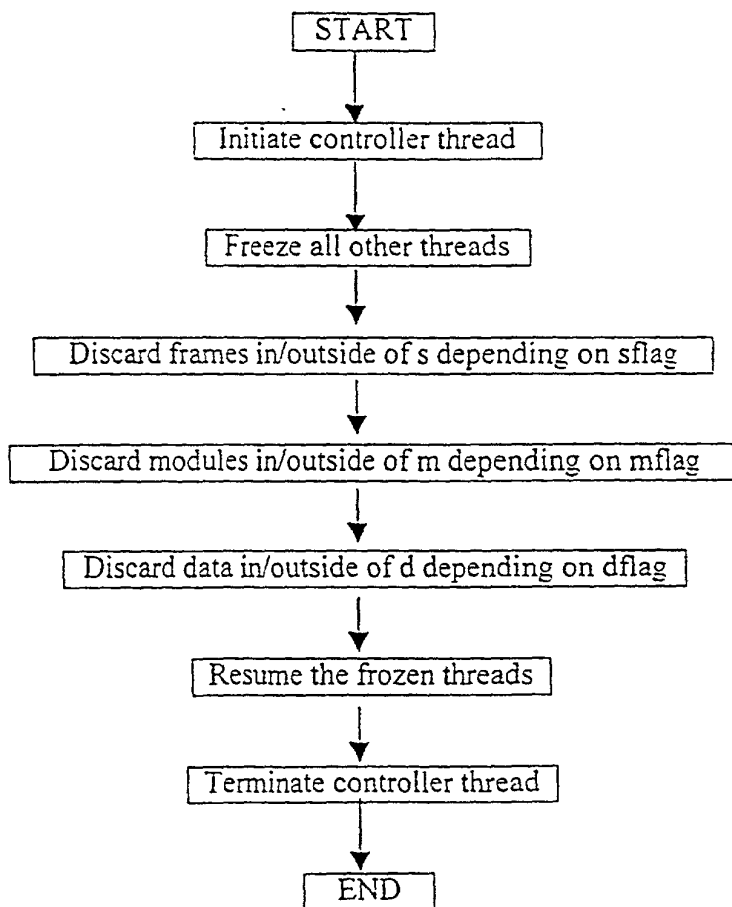 START
Initiate controller thread
Freeze all other threads
Discard frames in/outside of s depending on sflag
Discard modules in/outside of m depending on mflag
Discard data in/outside of d depending on dflag
Resume the frozen threads
Terminate controller thread
END